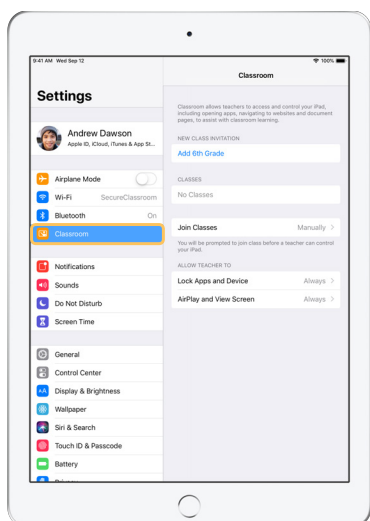 9:41 AM Wed Sep 12
100%
Settings
Andrew Dawson
Apple ID, iCloud, iTunes & App St...
Airplane Mode
Wi-Fi SecureClassroom
Bluetooth On
Classroom
Notifications
Sounds
Do Not Disturb
Screen Time
General
Control Center
AA Display & Brightness
Wallpaper
Siri & Search
Touch ID & Passcode
Battery
Classroom
Classroom allows teachers to access and control your iPad,
including opening apps, navigating to websites and document
pages, to assist with classroom learning.
NEW CLASS INVITATION
Add 6th Grade
CLASSES
No Classes
Join Classes Manually >
You will be prompted to join class before a teacher can control
your iPad.
ALLOW TEACHER TO
Lock Apps and Device Always >
AirPlay and View Screen Always >